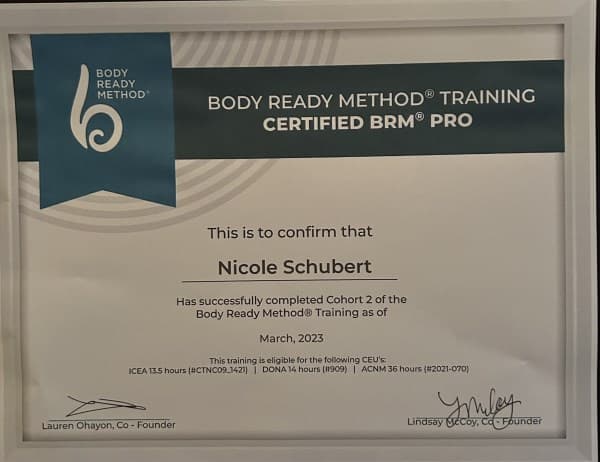 BODY
READY
METHOD®
BODY READY METHOD® TRAINING
CERTIFIED BRM® PRO
This is to confirm that
Nicole Schubert
Has successfully completed Cohort 2 of the
Body Ready Method® Training as of
March, 2023
This training is eligible for the following CEU's:
ICEA 13.5 hours (#CTNC09_1421) | DONA 14 hours (#909) | ACNM 36 hours (#2021-070)
Lauren Ohayon, Co - Founder
Lindsay McCoy, Co - Founder